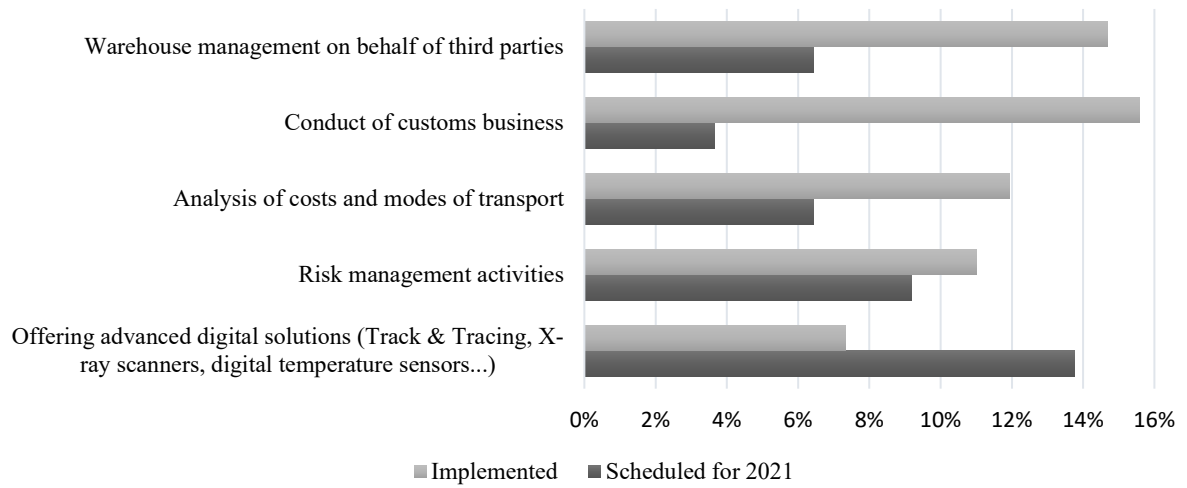 Warehouse management on behalf of third parties
Conduct of customs business
Analysis of costs and modes of transport
Risk management activities
Offering advanced digital solutions (Track & Tracing, X-
ray scanners, digital temperature sensors...)
0% 2% 4% 6% 8% 10% 12% 14% 16%
Implemented Scheduled for 2021